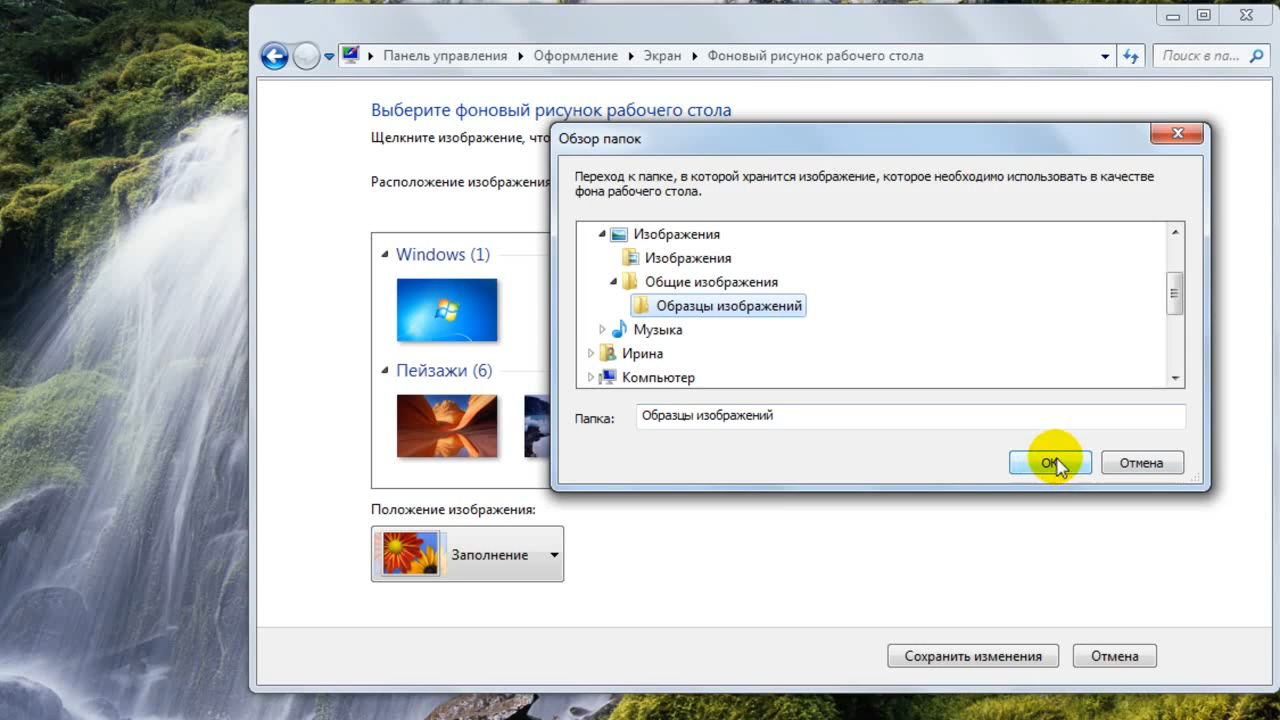 Панель управления Оформление Экран Фоновый рисунок рабочего стола
Поиск в па...
Выберите фоновый рисунок рабочего стола
Щелкните изображение, что
Расположение изображения
Windows (1)
Пейзажи (6)
Положение изображения:
Заполнение
Сохранить изменения
Отмена
Обзор папок
Переход к папке, в которой хранится изображение, которое необходимо использовать в качестве
фона рабочего стола.
Изображения
Изображения
Общие изображения
Образцы изображений
Музыка
Ирина
Компьютер
Папка: Образцы изображений
ОК
Отмена